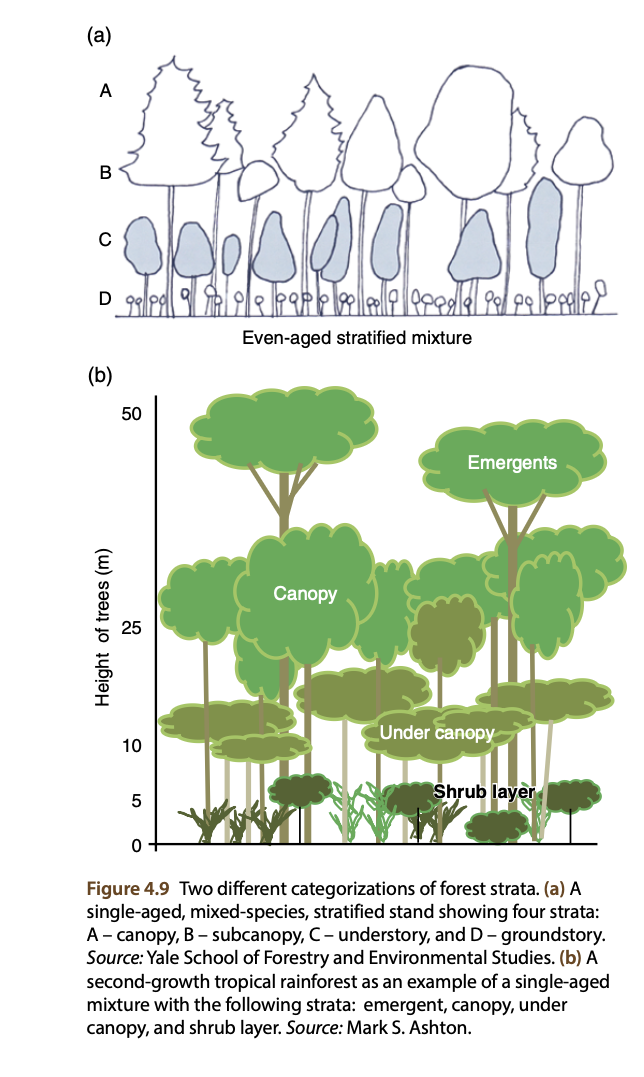 (a)
A
B
C
D
Even-aged stratified mixture
(b)
50
Emergents
Canopy
25
Height of trees (m)
Under canopy
10
Shrub layer
5
0
Figure 4.9 Two different categorizations of forest strata. (a) A
single-aged, mixed-species, stratified stand showing four strata:
A – canopy, B – subcanopy, C – understory, and D – groundstory.
Source: Yale School of Forestry and Environmental Studies. (b) A
second-growth tropical rainforest as an example of a single-aged
mixture with the following strata: emergent, canopy, under
canopy, and shrub layer. Source: Mark S. Ashton.